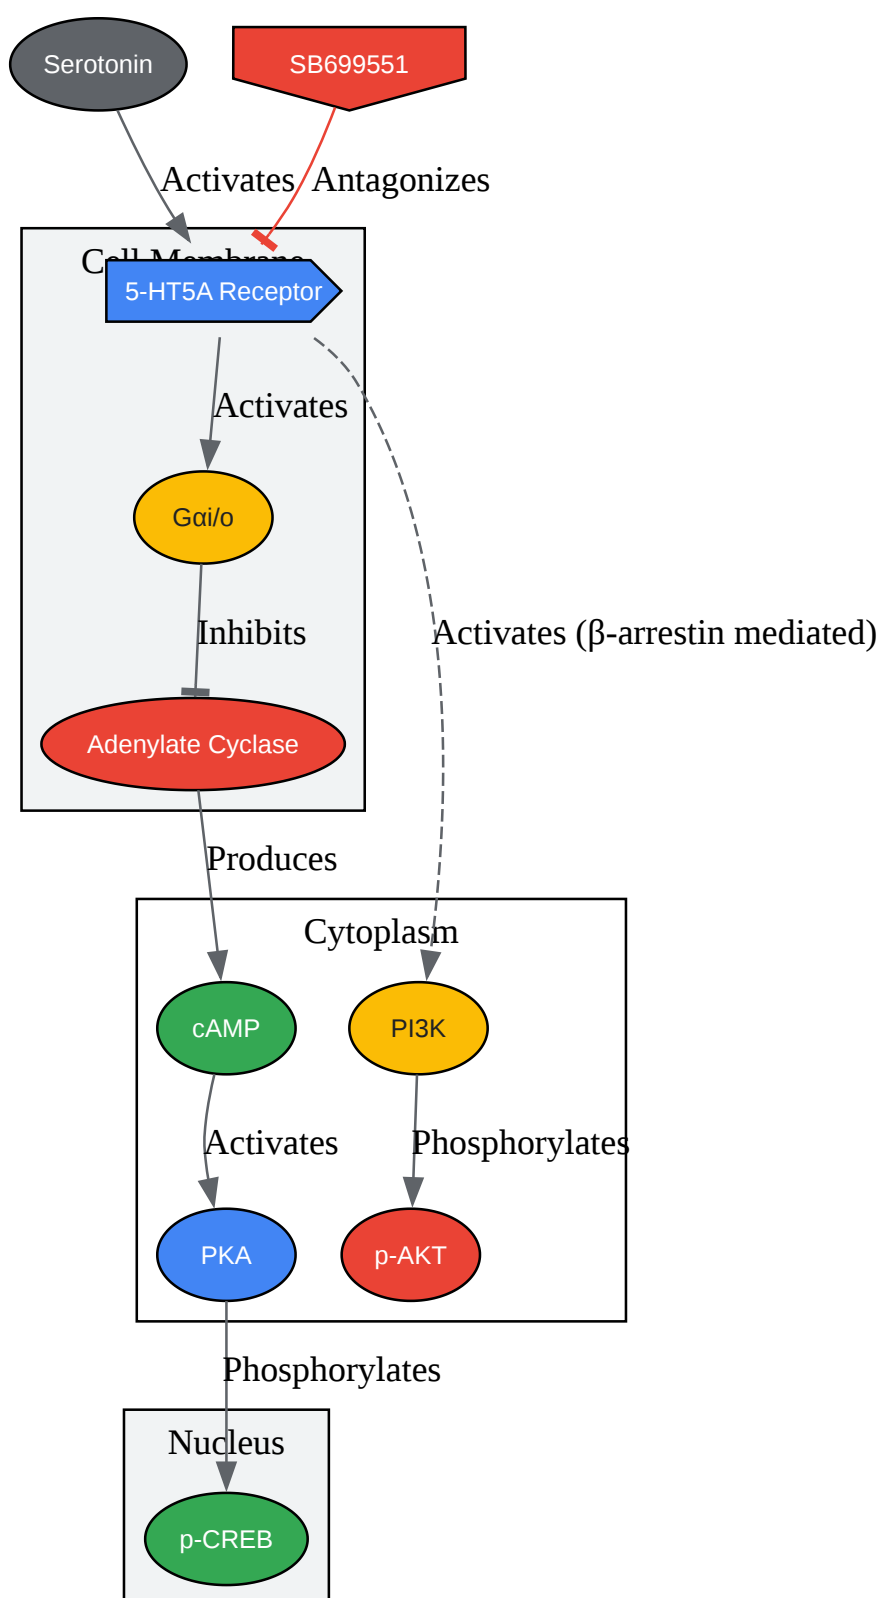 Serotonin
SB699551
Activates
Antagonizes
Cell Membrane
5-HT5A Receptor
Activates
Gαi/o
Inhibits
Activates (β-arrestin mediated)
Adenylate Cyclase
Produces
Cytoplasm
cAMP
PI3K
Activates
Phosphorylates
PKA
p-AKT
Phosphorylates
Nucleus
p-CREB